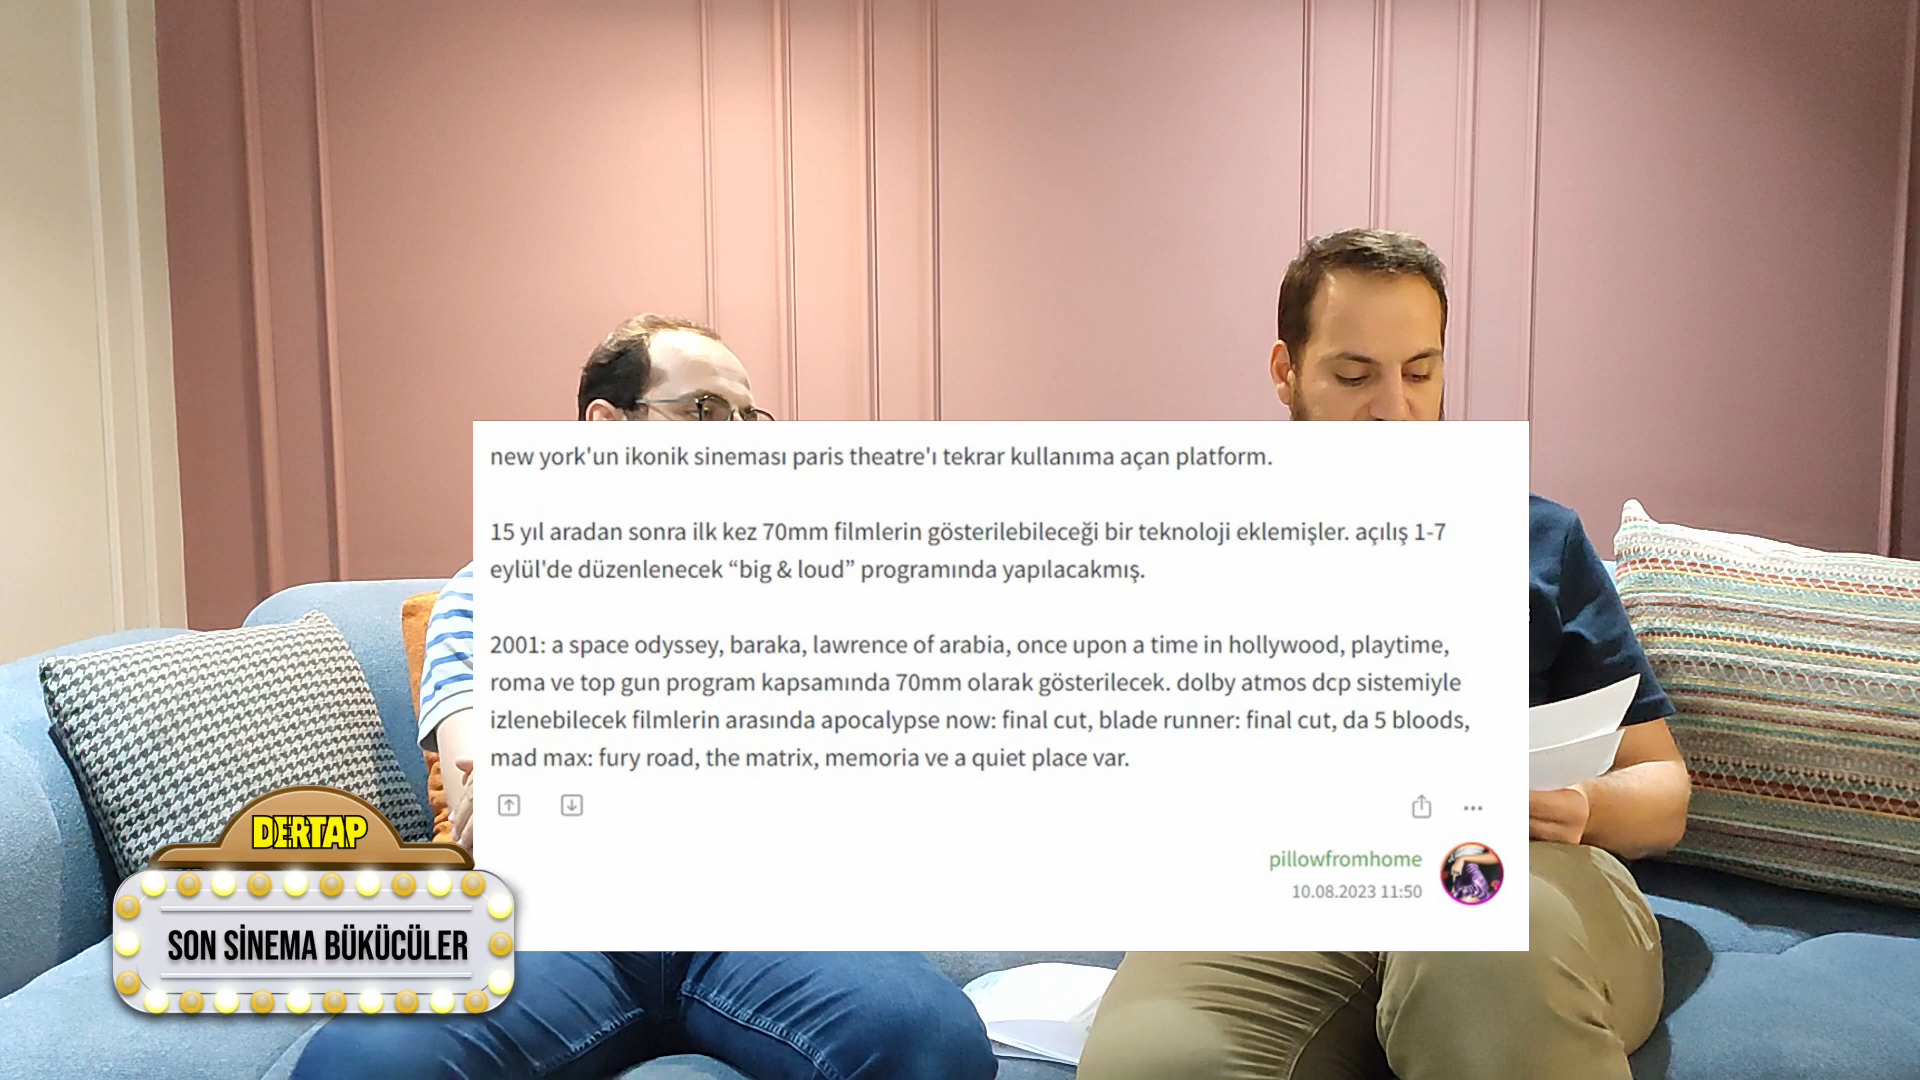 new york'un ikonik sineması paris theatre'ı tekrar kullanıma açan platform.
15 yıl aradan sonra ilk kez 70mm filmlerin gösterilebileceği bir teknoloji eklemişler. açılış 1-7
eylül'de düzenlenecek “big & loud” programında yapılacakmış.
2001: a space odyssey, baraka, lawrence of arabia, once upon a time in hollywood, playtime,
roma ve top gun program kapsamında 70mm olarak gösterilecek. dolby atmos dcp sistemiyle
izlenebilecek filmlerin arasında apocalypse now: final cut, blade runner: final cut, da 5 bloods,
mad max: fury road, the matrix, memoria ve a quiet place var.
pillowfromhome
10.08.2023 11:50
DERTAP
SON SİNEMA BÜKÜCÜLER